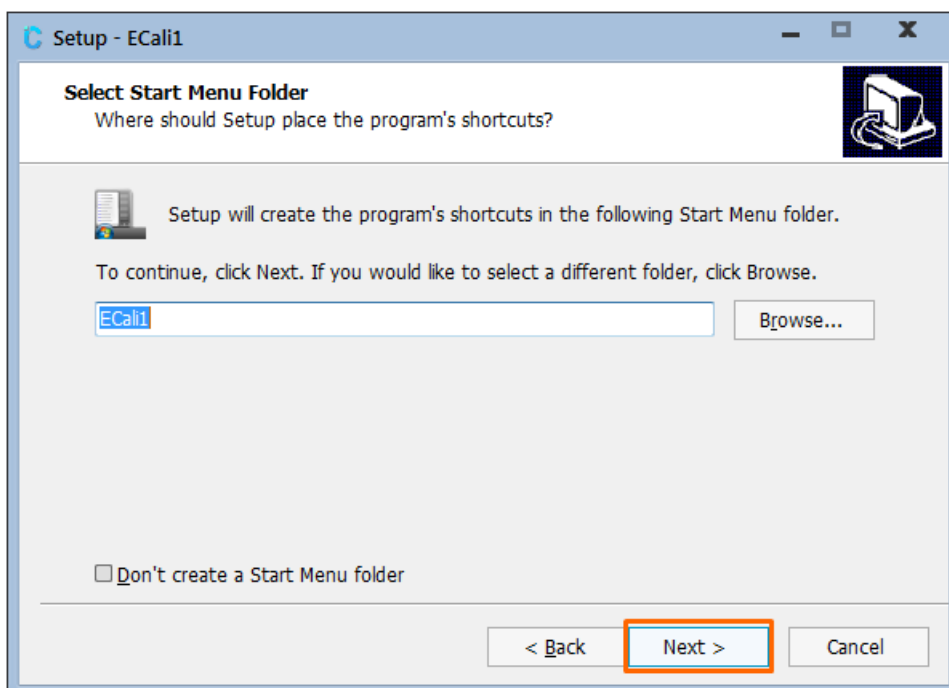 Setup - ECali1
Select Start Menu Folder
Where should Setup place the program's shortcuts?
Setup will create the program's shortcuts in the following Start Menu folder.
To continue, click Next. If you would like to select a different folder, click Browse.
ECali1
Browse...
Don't create a Start Menu folder
< Back
Next >
Cancel